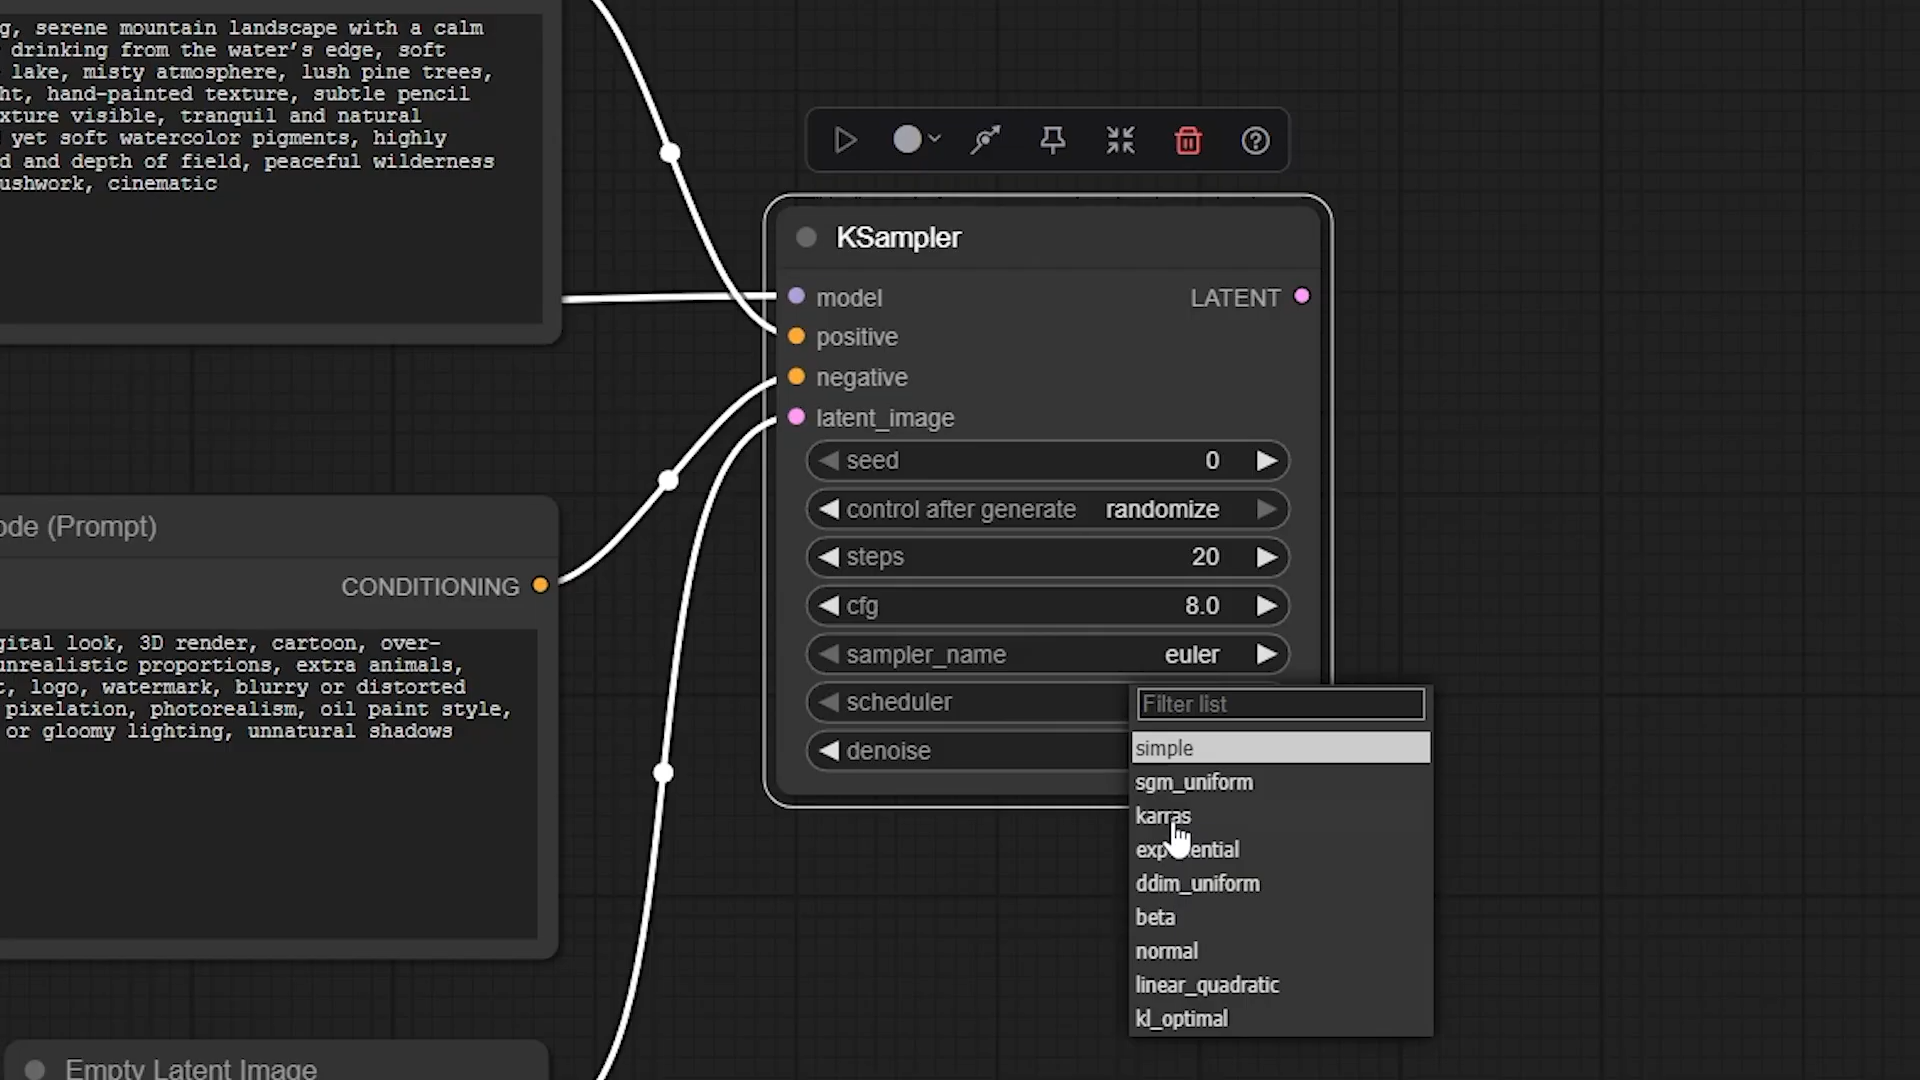 g, serene mountain landscape with a calm
drinking from the water's edge, soft
lake, misty atmosphere, lush pine trees,
ht, hand-painted texture, subtle pencil
xture visible, tranquil and natural
yet soft watercolor pigments, highly
d and depth of field, peaceful wilderness
ushwork, cinematic
KSampler
model LATENT
positive
negative
latent_image
seed 0
control after generate randomize
steps 20
cfg 8.0
sampler_name euler
scheduler
denoise
Filter list
simple
sgm_uniform
karras
exponential
ddim_uniform
beta
normal
linear_quadratic
kl_optimal
ode (Prompt)
CONDITIONING
gital look, 3D render, cartoon, over-
unrealistic proportions, extra animals,
t, logo, watermark, blurry or distorted
pixelation, photorealism, oil paint style,
or gloomy lighting, unnatural shadows
Empty Latent Image